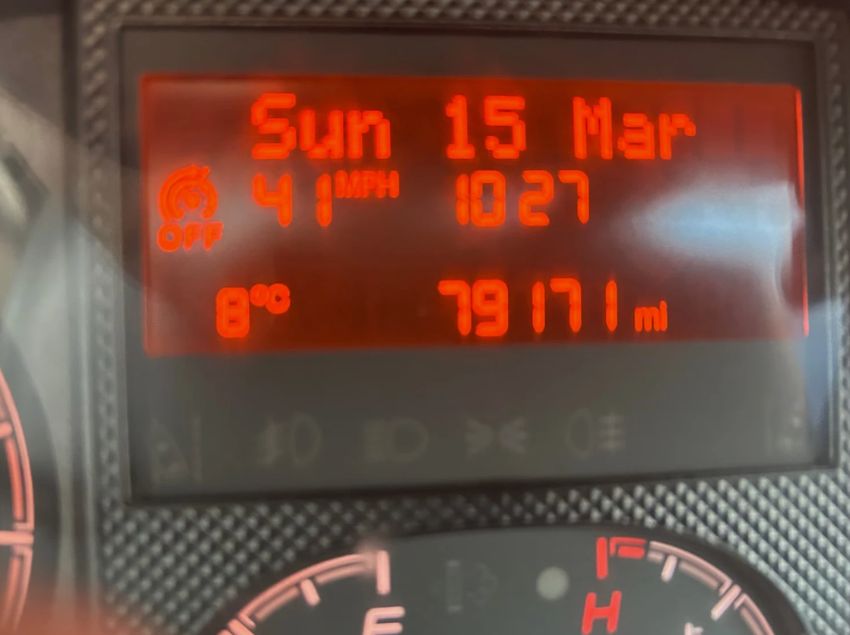 Sun 15 Mar
41 MPH 1027
OFF
8°C 79171 mi
F H